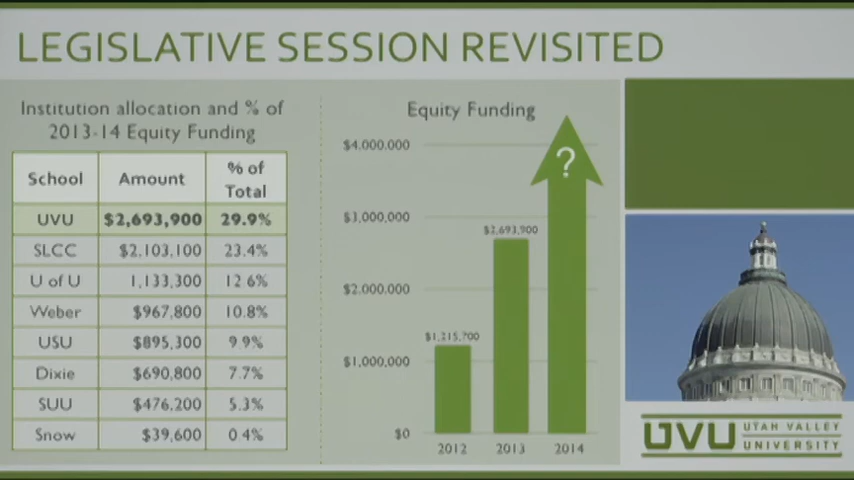 LEGISLATIVE SESSION REVISITED
Institution allocation and % of
2013-14 Equity Funding
School Amount % of Total
UVU $2,693,900 29.9%
SLCC $2,103,100 23.4%
U of U 1,133,300 12.6%
Weber $967,800 10.8%
USU $895,300 9.9%
Dixie $690,800 7.7%
SUU $476,200 5.3%
Snow $39,600 0.4%
Equity Funding
$4,000,000
?
$3,000,000
$2,693,900
$2,000,000
$1,215,700
$1,000,000
$0
2012 2013 2014
UVU UTAH VALLEY
UNIVERSITY